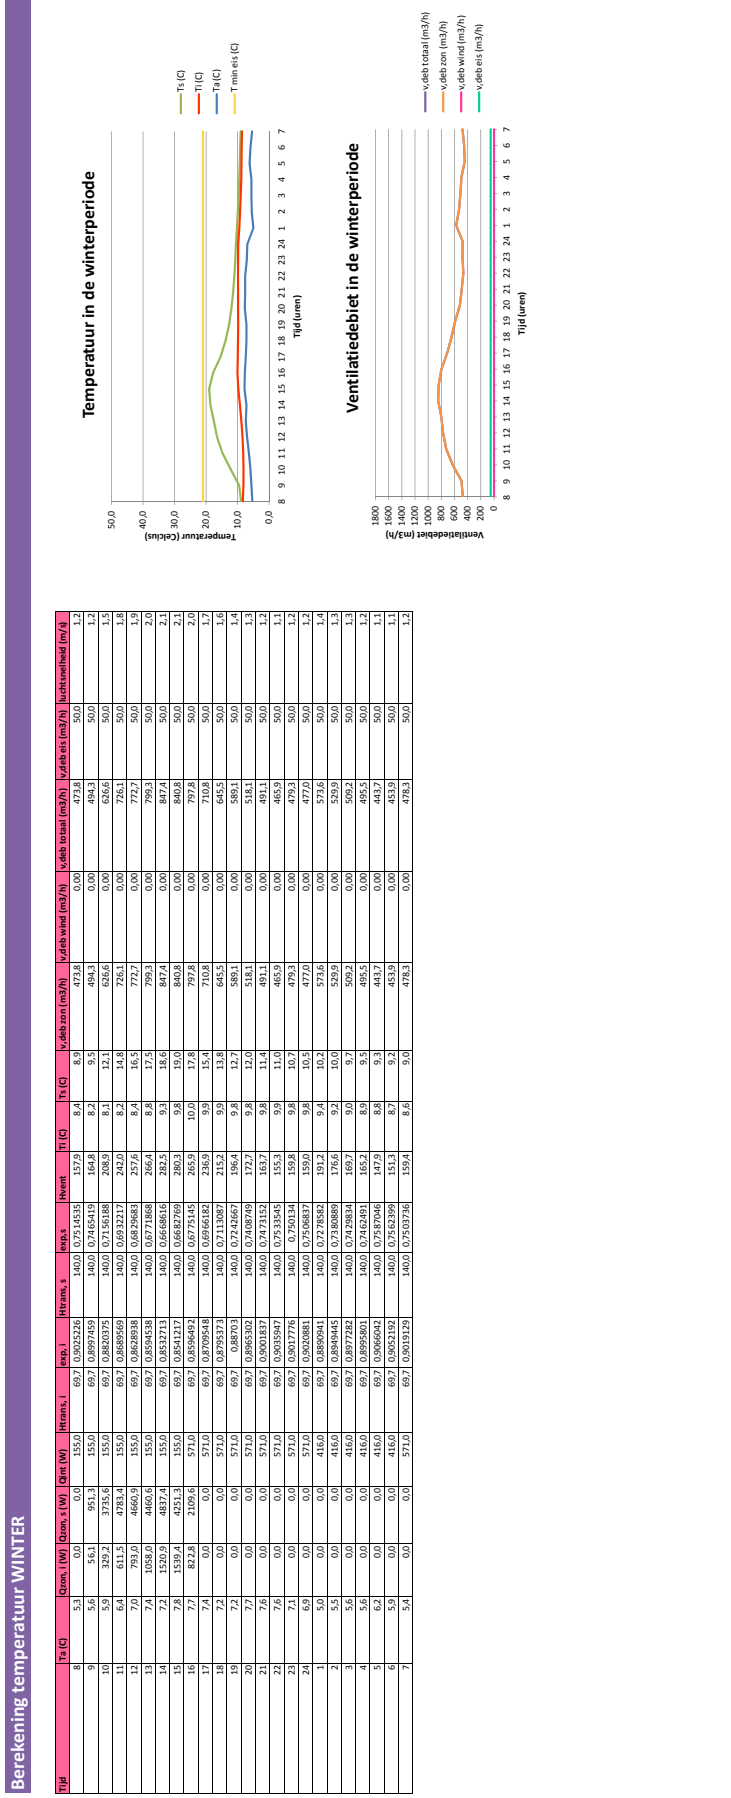 Berekening temperatuur WINTER
Tijd Ta (C) Qzon, i (W) Qzon, s (W) Qint (W) Htrans, i exp, i Htrans, s exp,s Hvent Ti (C) Ts (C) v,deb zon (m3/h) v,deb wind (m3/h) v,deb totaal (m3/h) v,deb eis (m3/h) luchtsnelheid (m/s)
8 5,3 0,0 0,0 155,0 69,7 0,9025226 140,0 0,7514535 157,9 8,4 8,9 473,8 0,00 473,8 50,0 1,2
9 5,6 56,1 951,3 155,0 69,7 0,8997459 140,0 0,7465419 164,8 8,2 9,5 494,3 0,00 494,3 50,0 1,2
10 5,9 329,2 3735,6 155,0 69,7 0,8820375 140,0 0,7156188 208,9 8,1 12,1 626,6 0,00 626,6 50,0 1,5
11 6,4 611,5 4783,4 155,0 69,7 0,8689569 140,0 0,6932217 242,0 8,2 14,8 726,1 0,00 726,1 50,0 1,8
12 7,0 793,0 4660,9 155,0 69,7 0,8628938 140,0 0,6829683 257,6 8,4 16,5 772,7 0,00 772,7 50,0 1,9
13 7,4 1058,0 4460,6 155,0 69,7 0,8594538 140,0 0,6771868 266,4 8,8 17,5 799,3 0,00 799,3 50,0 2,0
14 7,2 1520,9 4837,4 155,0 69,7 0,8532713 140,0 0,6668616 282,5 9,3 18,6 847,4 0,00 847,4 50,0 2,1
15 7,8 1539,4 4251,3 155,0 69,7 0,8541217 140,0 0,6682769 280,3 9,8 19,0 840,8 0,00 840,8 50,0 2,1
16 7,7 822,8 2109,6 571,0 69,7 0,8596492 140,0 0,6775145 265,9 10,0 17,8 797,8 0,00 797,8 50,0 2,0
17 7,4 0,0 0,0 571,0 69,7 0,8709548 140,0 0,6966182 236,9 9,9 15,4 710,8 0,00 710,8 50,0 1,7
18 7,2 0,0 0,0 571,0 69,7 0,8795373 140,0 0,7113087 215,2 9,9 13,8 645,5 0,00 645,5 50,0 1,6
19 7,2 0,0 0,0 571,0 69,7 0,88703 140,0 0,7242667 196,4 9,8 12,7 589,1 0,00 589,1 50,0 1,4
20 7,7 0,0 0,0 571,0 69,7 0,8965302 140,0 0,7408749 172,7 9,8 12,0 518,1 0,00 518,1 50,0 1,3
21 7,6 0,0 0,0 571,0 69,7 0,9001837 140,0 0,7473152 163,7 9,8 11,4 491,1 0,00 491,1 50,0 1,2
22 7,6 0,0 0,0 571,0 69,7 0,9035947 140,0 0,7533545 155,3 9,9 11,0 465,9 0,00 465,9 50,0 1,1
23 7,1 0,0 0,0 571,0 69,7 0,9017776 140,0 0,750134 159,8 9,8 10,7 479,3 0,00 479,3 50,0 1,2
24 6,9 0,0 0,0 571,0 69,7 0,9020881 140,0 0,7506837 159,0 9,8 10,5 477,0 0,00 477,0 50,0 1,2
1 5,0 0,0 0,0 416,0 69,7 0,8890941 140,0 0,7278582 191,2 9,4 10,2 573,6 0,00 573,6 50,0 1,4
2 5,5 0,0 0,0 416,0 69,7 0,8949445 140,0 0,7380889 176,6 9,2 10,0 529,9 0,00 529,9 50,0 1,3
3 5,6 0,0 0,0 416,0 69,7 0,8977282 140,0 0,7429834 169,7 9,0 9,7 509,2 0,00 509,2 50,0 1,3
4 5,6 0,0 0,0 416,0 69,7 0,8995801 140,0 0,7462491 165,2 8,9 9,5 495,5 0,00 495,5 50,0 1,2
5 6,2 0,0 0,0 416,0 69,7 0,9066042 140,0 0,7587046 147,9 8,8 9,3 443,7 0,00 443,7 50,0 1,1
6 5,9 0,0 0,0 416,0 69,7 0,9052192 140,0 0,7562399 151,3 8,7 9,2 453,9 0,00 453,9 50,0 1,1
7 5,4 0,0 0,0 571,0 69,7 0,9019129 140,0 0,7503736 159,4 8,6 9,0 478,3 0,00 478,3 50,0 1,2
Temperatuur in de winterperiode
50,0
40,0
30,0
20,0
10,0
0,0
Temperatuur (Celcius)
8 9 10 11 12 13 14 15 16 17 18 19 20 21 22 23 24 1 2 3 4 5 6 7
Tijd (uren)
Ts (C)
Ti (C)
Ta (C)
T min eis (C)
Ventilatiedebiet in de winterperiode
1800
1600
1400
1200
1000
800
600
400
200
0
Ventilatiedebiet (m3/h)
8 9 10 11 12 13 14 15 16 17 18 19 20 21 22 23 24 1 2 3 4 5 6 7
Tijd (uren)
v,deb totaal (m3/h)
v,deb zon (m3/h)
v,deb wind (m3/h)
v,deb eis (m3/h)